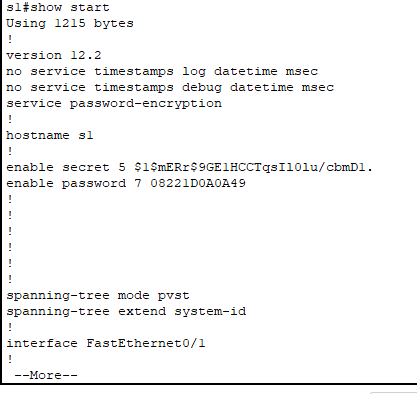 s1#show start
Using 1215 bytes
!
version 12.2
no service timestamps log datetime msec
no service timestamps debug datetime msec
service password-encryption
!
hostname s1
!
enable secret 5 $1$mERr$9GE1HCCTqsIl01u/cbmD1.
enable password 7 08221D0A0A49
!
!
!
!
!
!
spanning-tree mode pvst
spanning-tree extend system-id
!
interface FastEthernet0/1
!
--More--